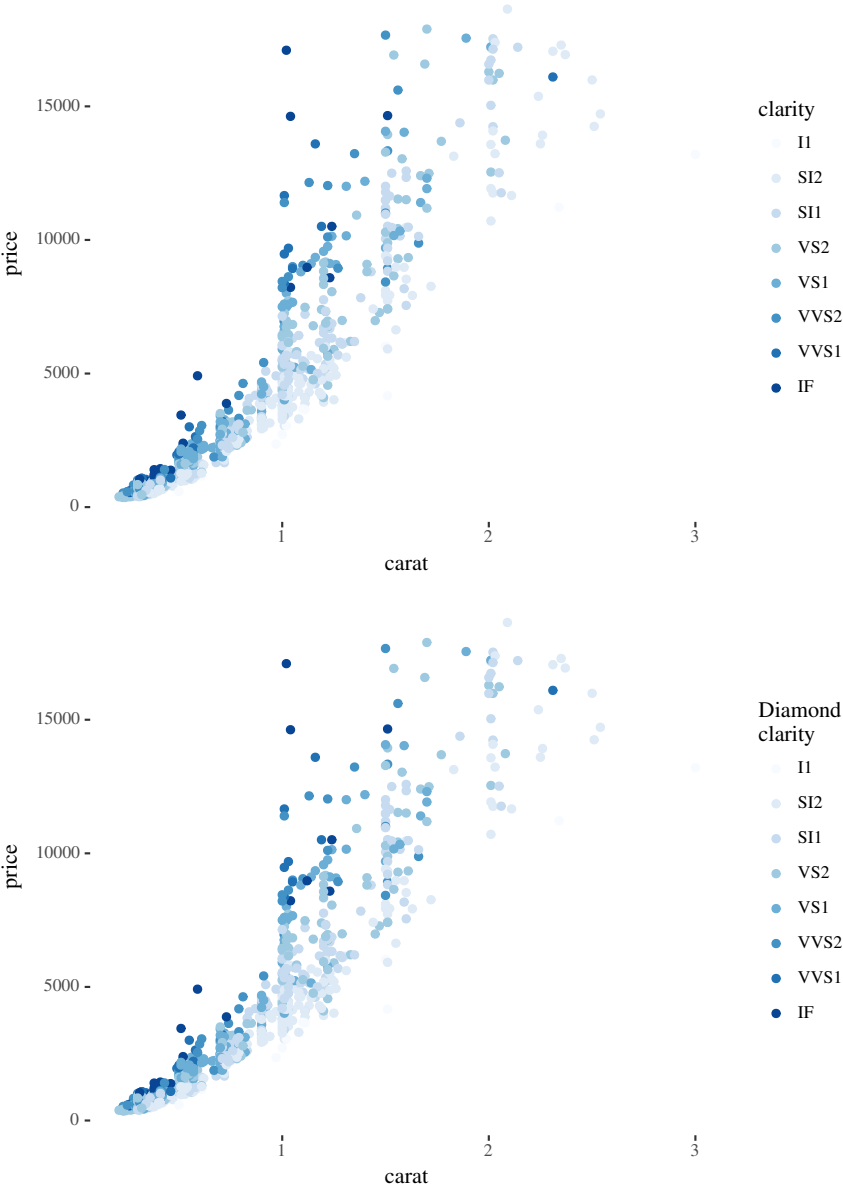 clarity
I1
SI2
SI1
VS2
VS1
VVS2
VVS1
IF
price
15000
10000
5000
0
1 2 3
carat
Diamond
clarity
I1
SI2
SI1
VS2
VS1
VVS2
VVS1
IF
price
15000
10000
5000
0
1 2 3
carat